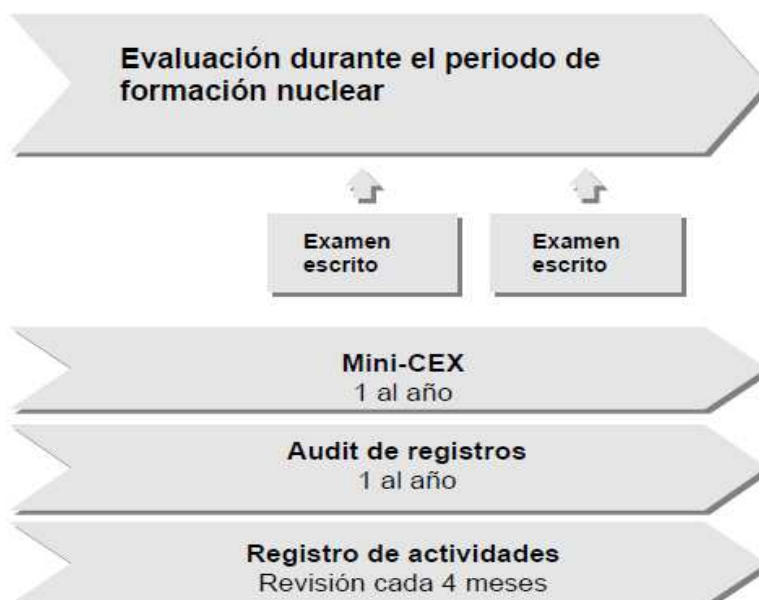 Evaluación durante el periodo de
formación nuclear
Examen
escrito
Examen
escrito
Mini-CEX
1 al año
Audit de registros
1 al año
Registro de actividades
Revisión cada 4 meses